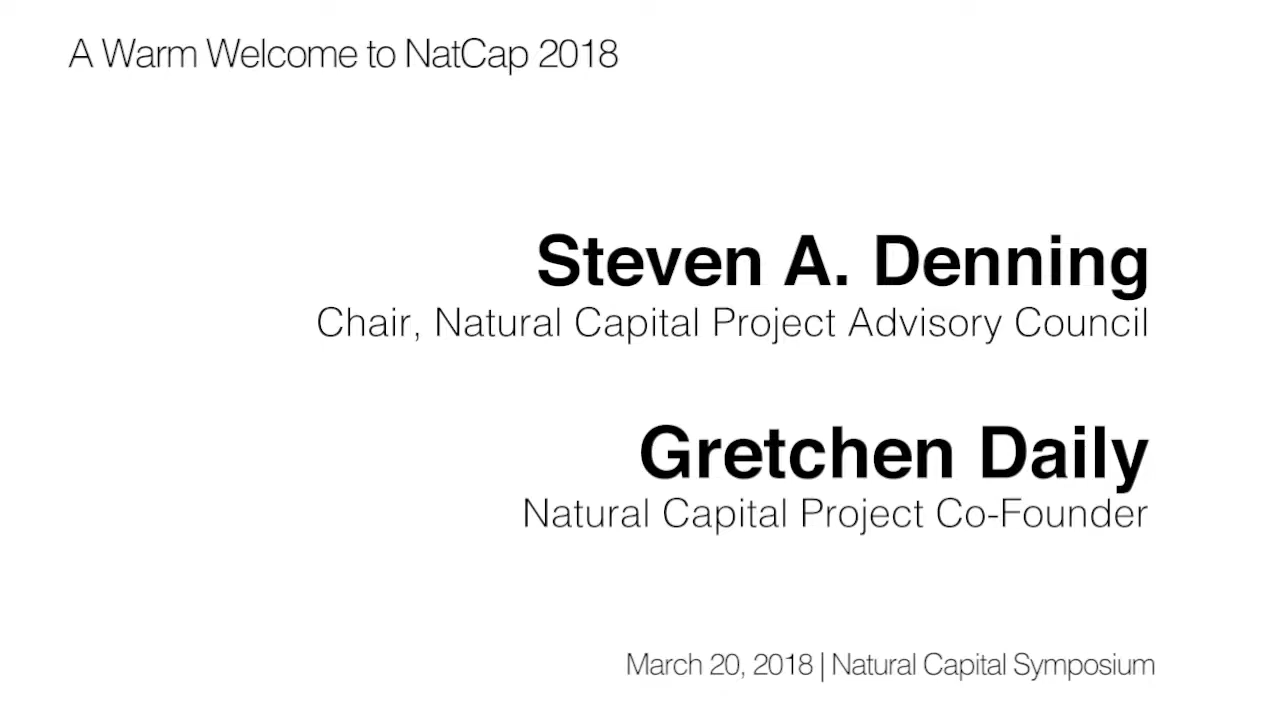 A Warm Welcome to NatCap 2018
Steven A. Denning
Chair, Natural Capital Project Advisory Council
Gretchen Daily
Natural Capital Project Co-Founder
March 20, 2018 | Natural Capital Symposium